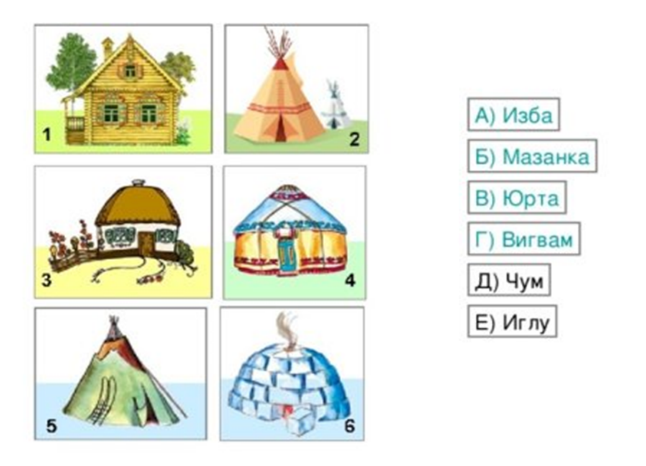 1
2
3
4
5
6
А) Изба
Б) Мазанка
В) Юрта
Г) Вигвам
Д) Чум
Е) Иглу